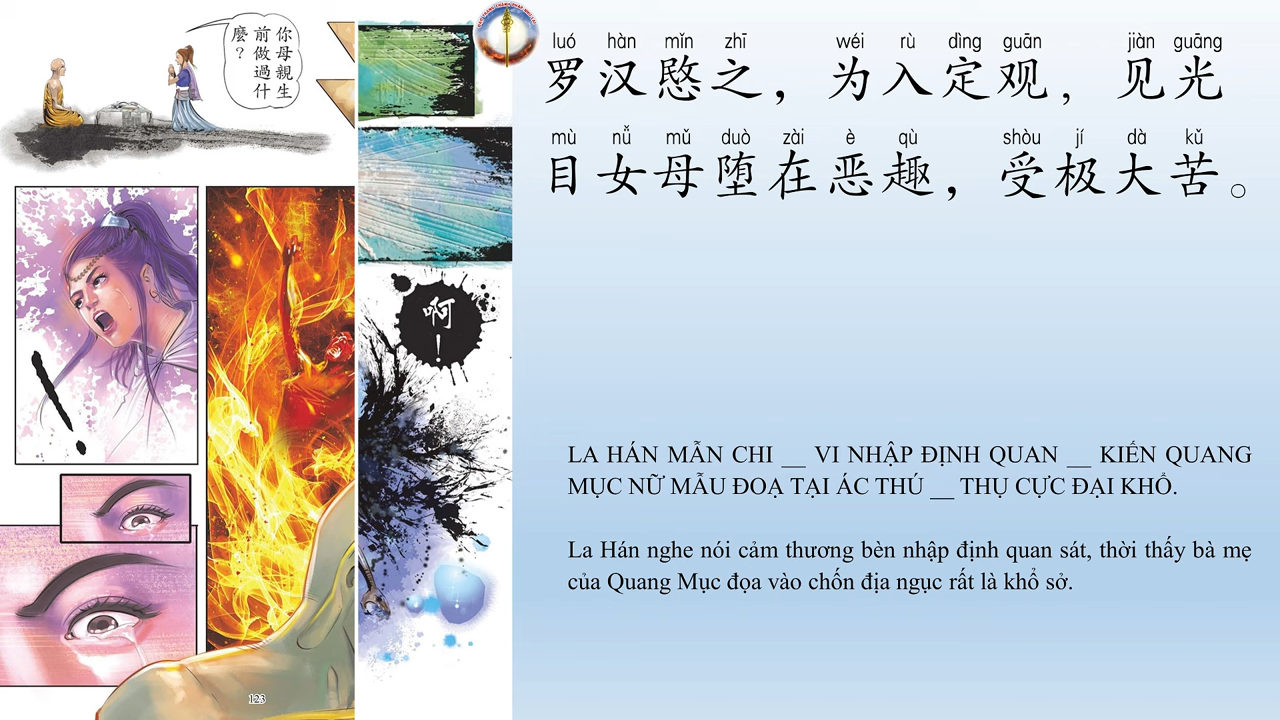 你母親生
前做過什
麼？
啊！
123
luó hàn mǐn zhī wéi rù dìng guān jiàn guāng
罗汉愍之，为入定观，见光
mù nǚ mǔ duò zài è qù shòu jí dà kǔ
目女母堕在恶趣，受极大苦。
LA HÁN MẪN CHI __ VI NHẬP ĐỊNH QUAN __ KIẾN QUANG
MỤC NỮ MẪU ĐOẠ TẠI ÁC THÚ __ THỤ CỰC ĐẠI KHỔ.
La Hán nghe nói cảm thương bèn nhập định quan sát, thời thấy bà mẹ
của Quang Mục đọa vào chốn địa ngục rất là khổ sở.